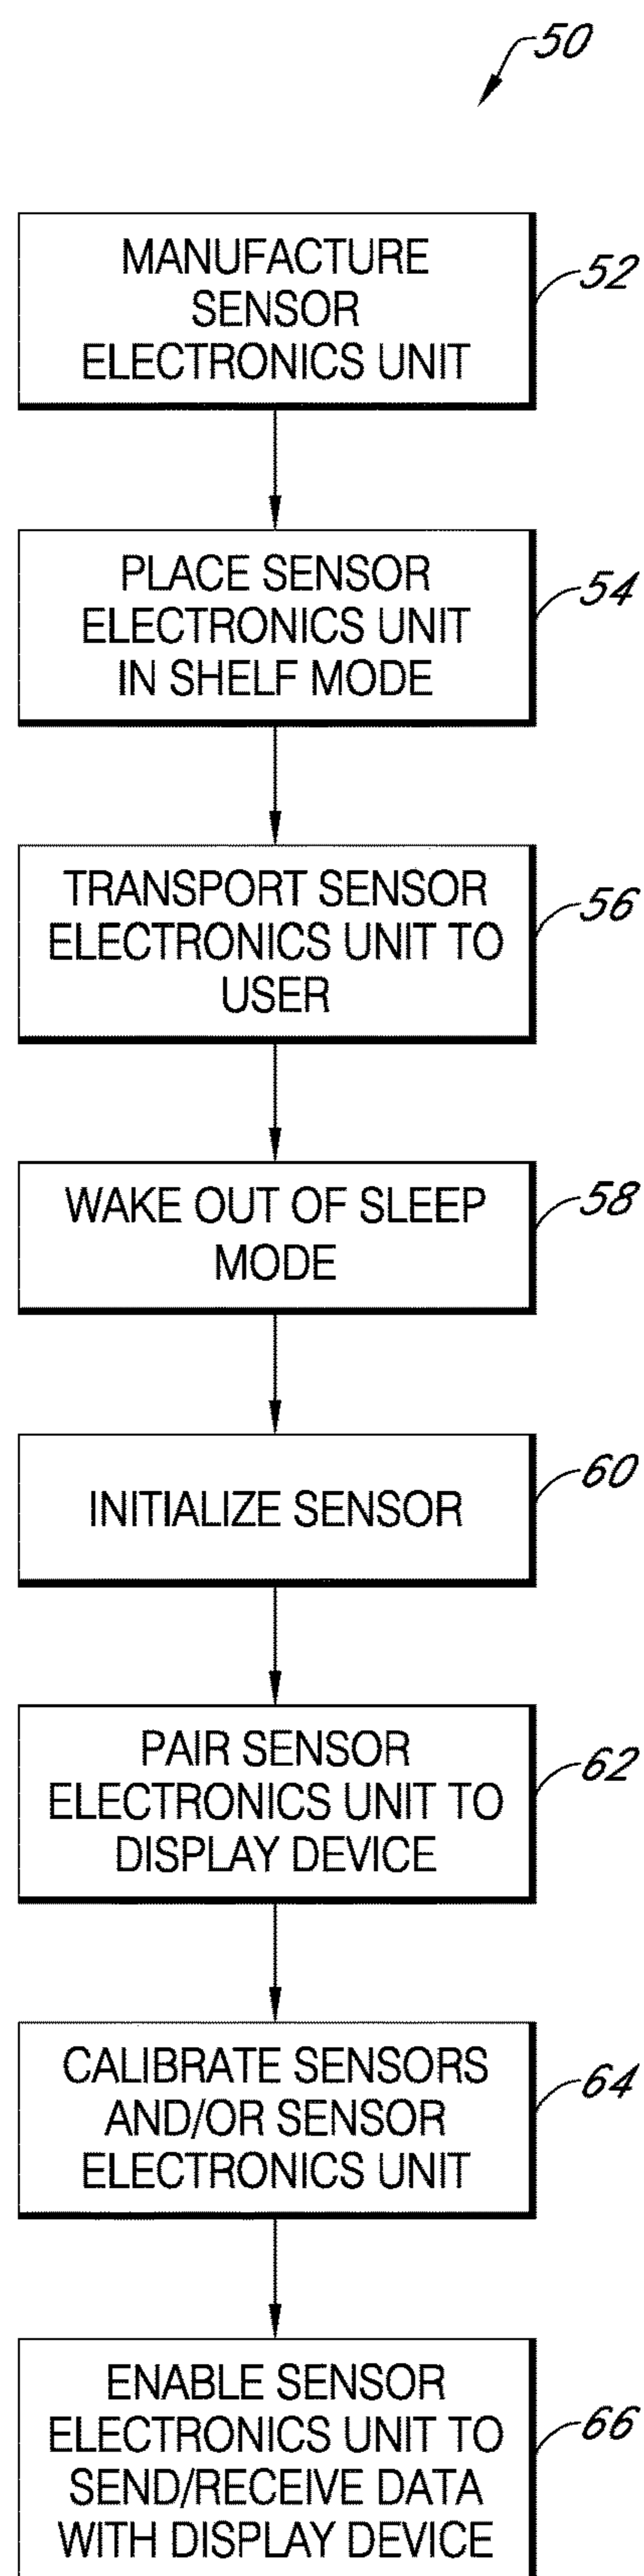 50
MANUFACTURE
SENSOR
ELECTRONICS UNIT
52
PLACE SENSOR
ELECTRONICS UNIT
IN SHELF MODE
54
TRANSPORT SENSOR
ELECTRONICS UNIT TO
USER
56
WAKE OUT OF SLEEP
MODE
58
INITIALIZE SENSOR
60
PAIR SENSOR
ELECTRONICS UNIT TO
DISPLAY DEVICE
62
CALIBRATE SENSORS
AND/OR SENSOR
ELECTRONICS UNIT
64
ENABLE SENSOR
ELECTRONICS UNIT TO
SEND/RECEIVE DATA
WITH DISPLAY DEVICE
66